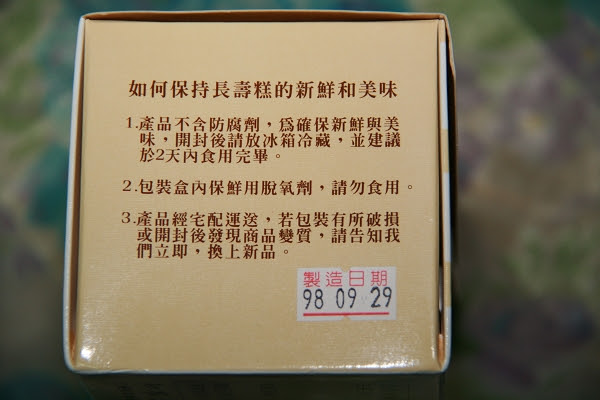 如何保持長壽糕的新鮮和美味
1.產品不含防腐劑，為確保新鮮與美
味，開封後請放冰箱冷藏，並建議
於2天內食用完畢。
2.包裝盒內保鮮用脫氧劑，請勿食用。
3.產品經宅配運送，若包裝有所破損
或開封後發現商品變質，請告知我
們立即，換上新品。
製造日期
98 09 29